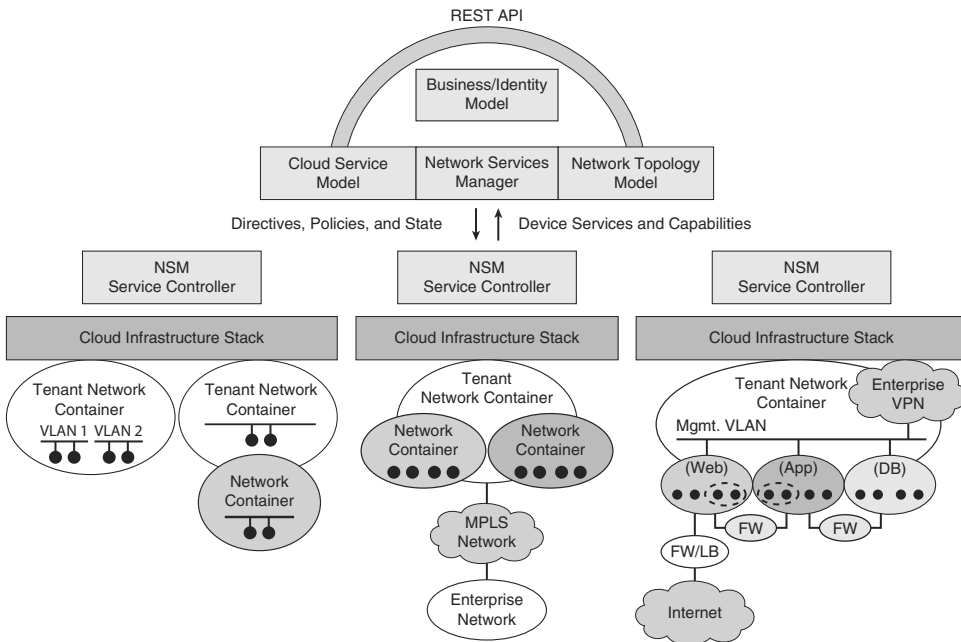 REST API
Business/Identity
Model
Cloud Service
Model
Network Services
Manager
Network Topology
Model
Directives, Policies, and State
Device Services and Capabilities
NSM
Service Controller
NSM
Service Controller
NSM
Service Controller
Cloud Infrastructure Stack
Cloud Infrastructure Stack
Cloud Infrastructure Stack
Tenant Network
Container
VLAN 1
VLAN 2
Tenant Network
Container
Network
Container
Tenant
Network Container
Network
Container
Network
Container
MPLS
Network
Enterprise
Network
Tenant Network
Container
Enterprise
VPN
Mgmt. VLAN
(Web)
(App)
(DB)
FW
FW
FW/LB
Internet